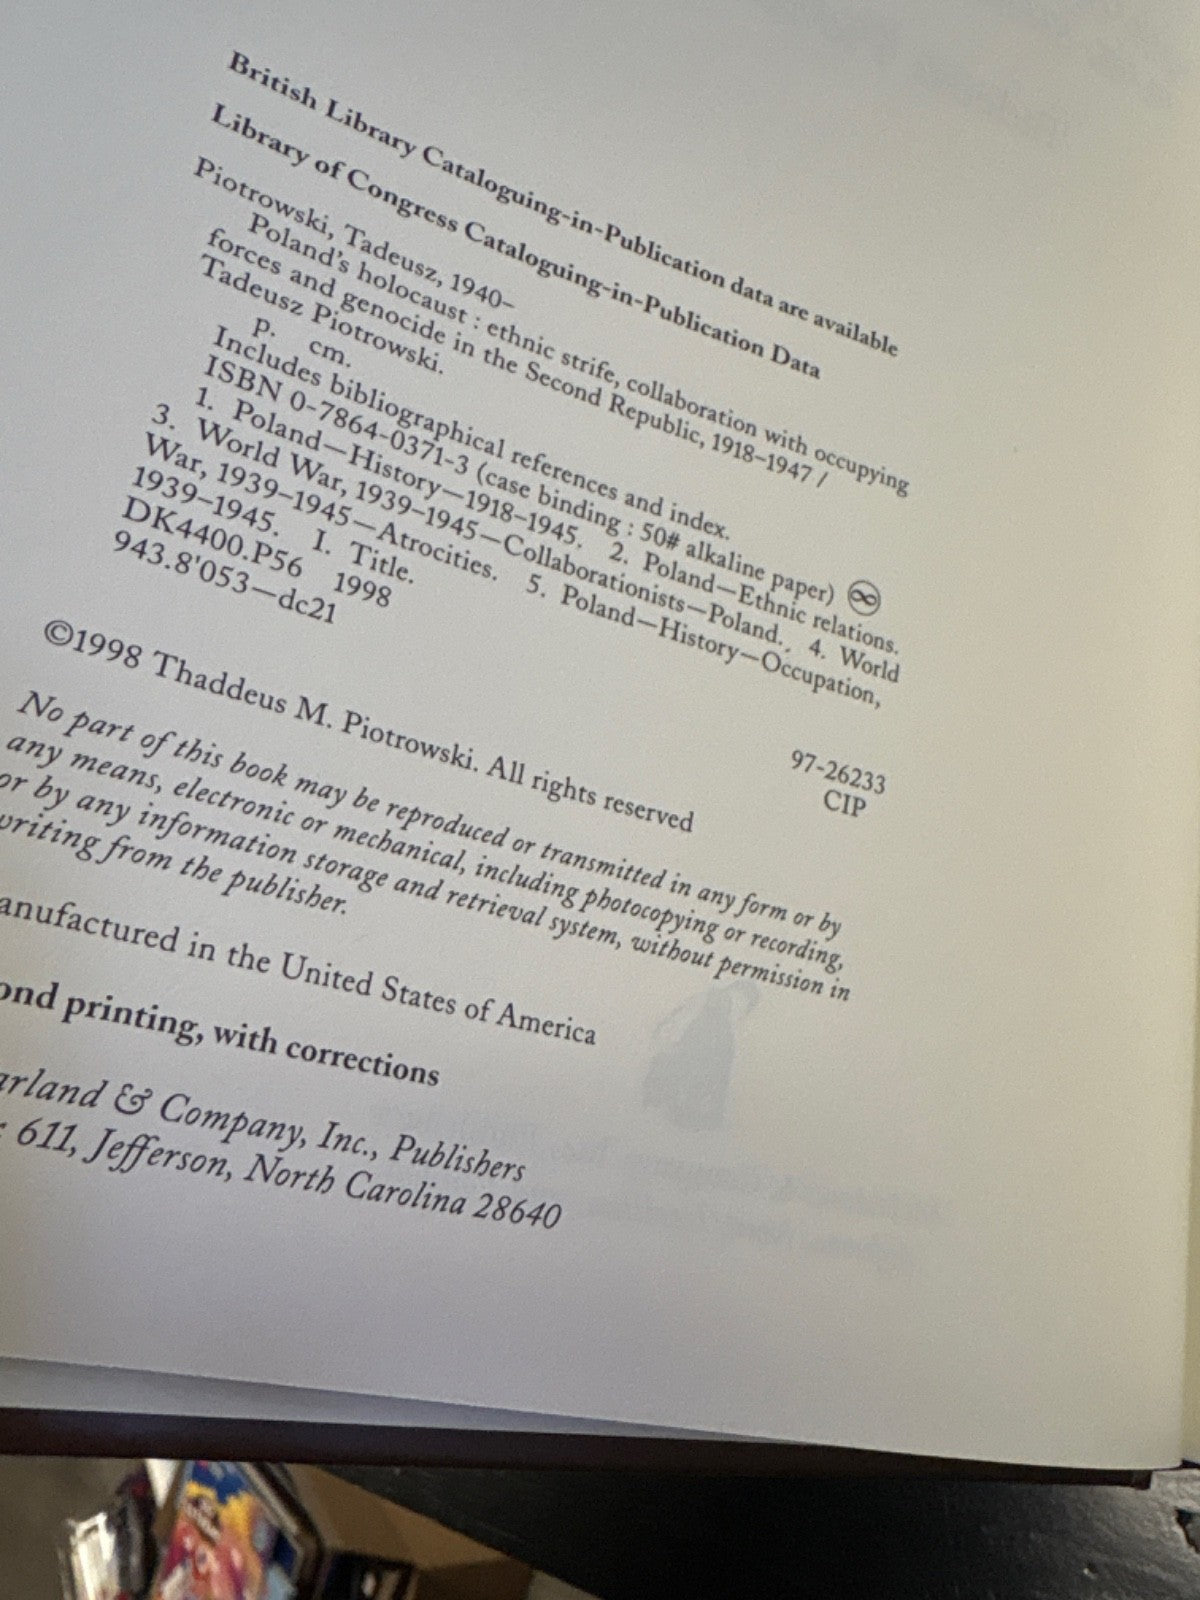 British Library Cataloguing-in-Publication data are available
Library of Congress Cataloguing-in-Publication Data
Piotrowski, Tadeusz, 1940–
Poland's holocaust : ethnic strife, collaboration with occupying
forces and genocide in the Second Republic, 1918–1947 /
Tadeusz Piotrowski.
p. cm.
Includes bibliographical references and index.
ISBN 0-7864-0371-3 (case binding : 50# alkaline paper) ♾
1. Poland—History—1918–1945. 2. Poland—Ethnic relations.
3. World War, 1939–1945—Collaborationists—Poland. 4. World
War, 1939–1945—Atrocities. 5. Poland—History—Occupation,
1939–1945. I. Title.
DK4400.P56 1998
943.8'053—dc21
97-26233
CIP
©1998 Thaddeus M. Piotrowski. All rights reserved
No part of this book may be reproduced or transmitted in any form or by
any means, electronic or mechanical, including photocopying or recording,
or by any information storage and retrieval system, without permission in
writing from the publisher.
anufactured in the United States of America
ond printing, with corrections
arland & Company, Inc., Publishers
611, Jefferson, North Carolina 28640